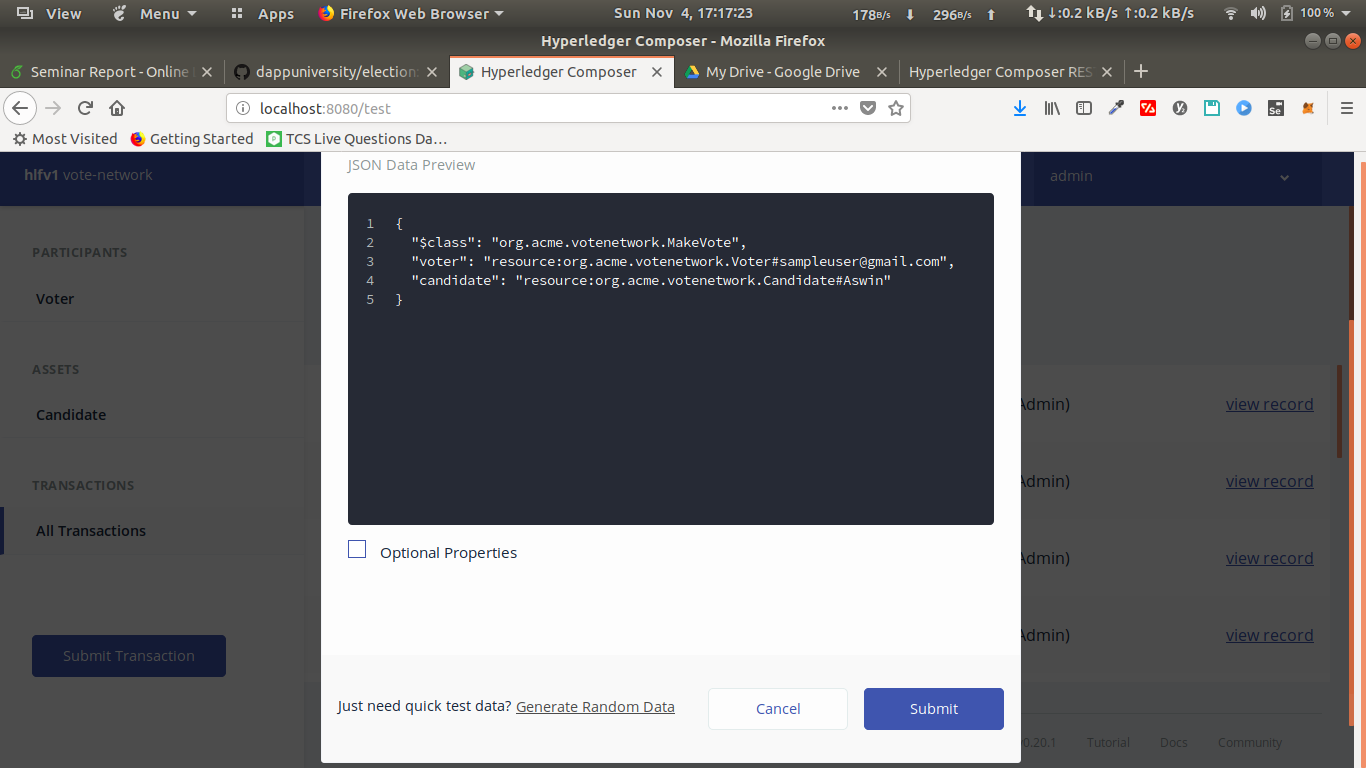 View Menu Apps Firefox Web Browser Sun Nov 4, 17:17:23 178B/s 296B/s ↓:0.2 kB/s ↑:0.2 kB/s 100 %
Hyperledger Composer - Mozilla Firefox
Seminar Report - Online dappuniversity/election Hyperledger Composer My Drive - Google Drive Hyperledger Composer RES
localhost:8080/test
Most Visited Getting Started TCS Live Questions Da…
hlfv1 vote-network
admin
JSON Data Preview
PARTICIPANTS
Voter
ASSETS
Candidate
TRANSACTIONS
All Transactions
Submit Transaction
1 {
2 "$class": "org.acme.votenetwork.MakeVote",
3 "voter": "resource:org.acme.votenetwork.Voter#sampleuser@gmail.com",
4 "candidate": "resource:org.acme.votenetwork.Candidate#Aswin"
5 }
Optional Properties
Just need quick test data? Generate Random Data
Cancel
Submit
Admin) view record
Admin) view record
Admin) view record
Admin) view record
0.20.1 Tutorial Docs Community